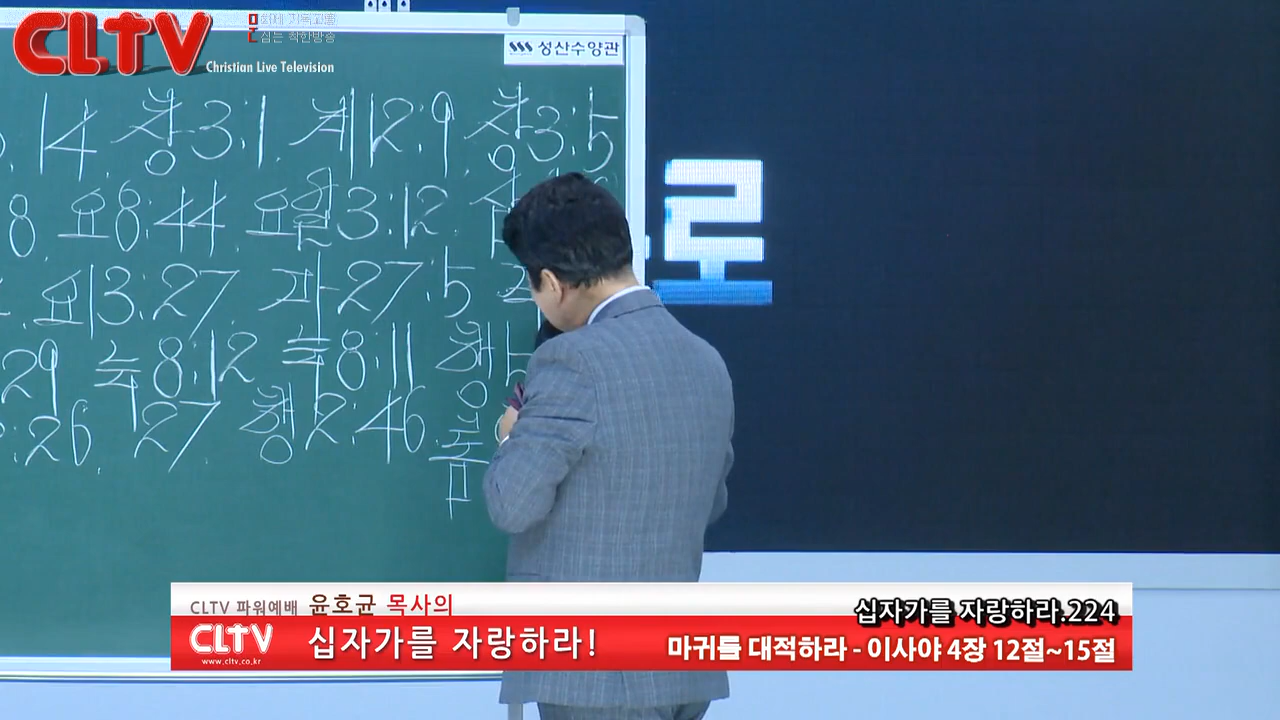 CLTV
Christian Live Television
성산수양관
14. 창3:1. 계12:9. 창3:5
8. 요8:44 요일3:12.
요13:27. 과27:5
29 눅8:12 눅8:11 행5
:26. 27 행2:46.
로
CLTV 파워예배 윤호균 목사의
십자가를 자랑하라.224
CLTV 십자가를 자랑하라!
www.cltv.co.kr
마귀를 대적하라 - 이사야 4장 12절~15절